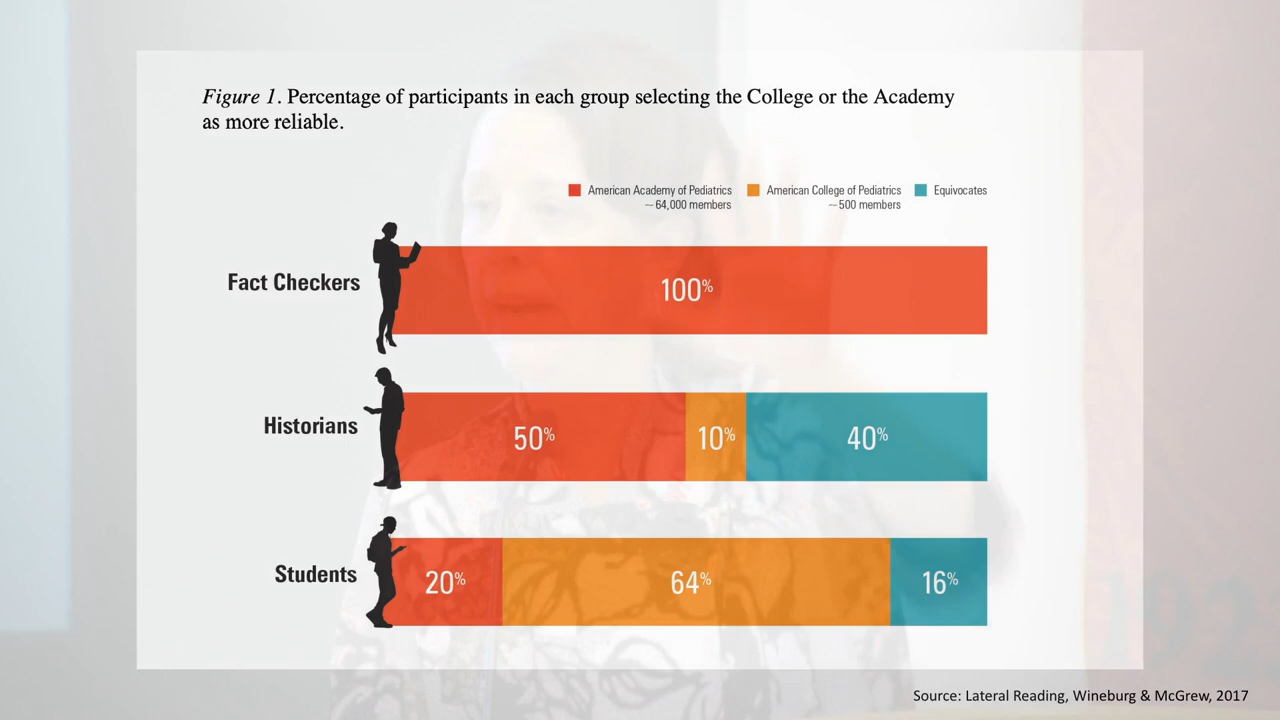 Figure 1. Percentage of participants in each group selecting the College or the Academy
as more reliable.
American Academy of Pediatrics
~ 64,000 members
American College of Pediatrics
~ 500 members
Equivocates
Fact Checkers
100%
Historians
50%
10%
40%
Students
20%
64%
16%
Source: Lateral Reading, Wineburg & McGrew, 2017